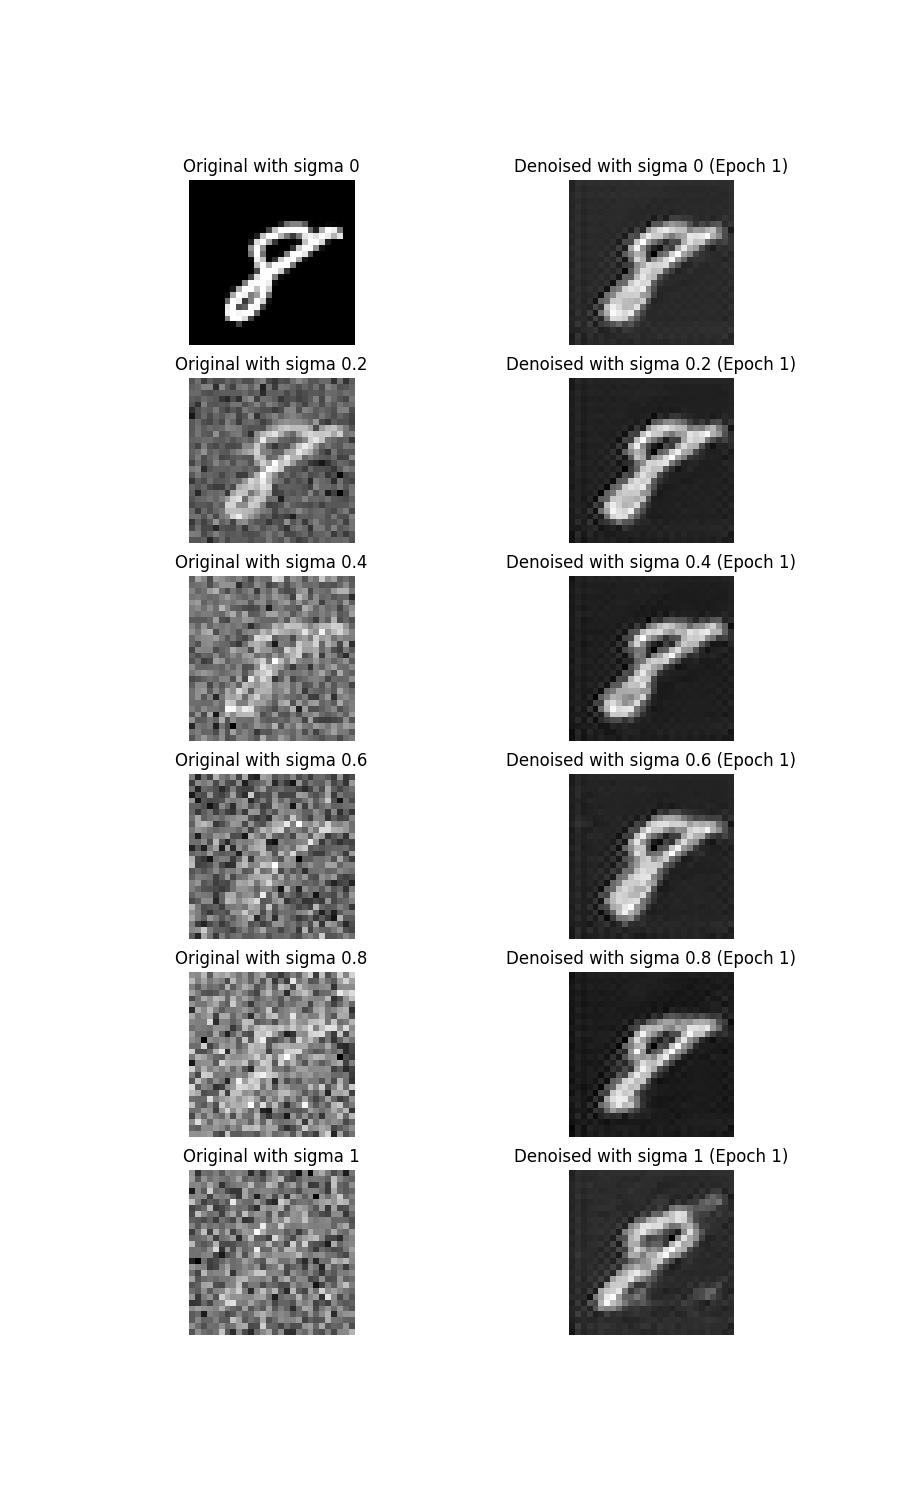 Original with sigma 0
Denoised with sigma 0 (Epoch 1)
Original with sigma 0.2
Denoised with sigma 0.2 (Epoch 1)
Original with sigma 0.4
Denoised with sigma 0.4 (Epoch 1)
Original with sigma 0.6
Denoised with sigma 0.6 (Epoch 1)
Original with sigma 0.8
Denoised with sigma 0.8 (Epoch 1)
Original with sigma 1
Denoised with sigma 1 (Epoch 1)